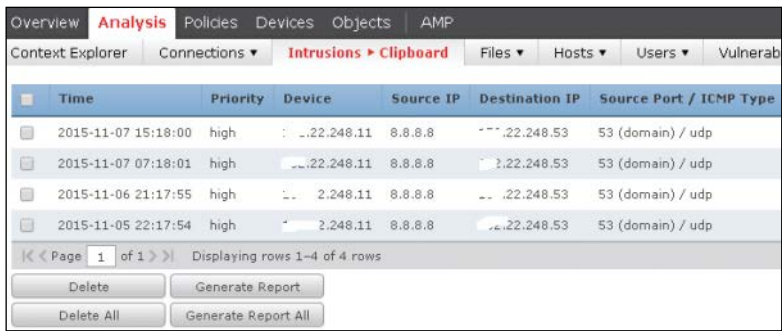 Overview Analysis Policies Devices Objects AMP
Context Explorer Connections ▾ Intrusions ▸ Clipboard Files ▾ Hosts ▾ Users ▾ Vulnerab
Time Priority Device Source IP Destination IP Source Port / ICMP Type
2015-11-07 15:18:00 high .22.248.11 8.8.8.8 .22.248.53 53 (domain) / udp
2015-11-07 07:18:01 high .22.248.11 8.8.8.8 2.22.248.53 53 (domain) / udp
2015-11-06 21:17:55 high 2.248.11 8.8.8.8 .22.248.53 53 (domain) / udp
2015-11-05 22:17:54 high 2.248.11 8.8.8.8 .22.248.53 53 (domain) / udp
|< < Page 1 of 1 > >| Displaying rows 1–4 of 4 rows
Delete Generate Report
Delete All Generate Report All